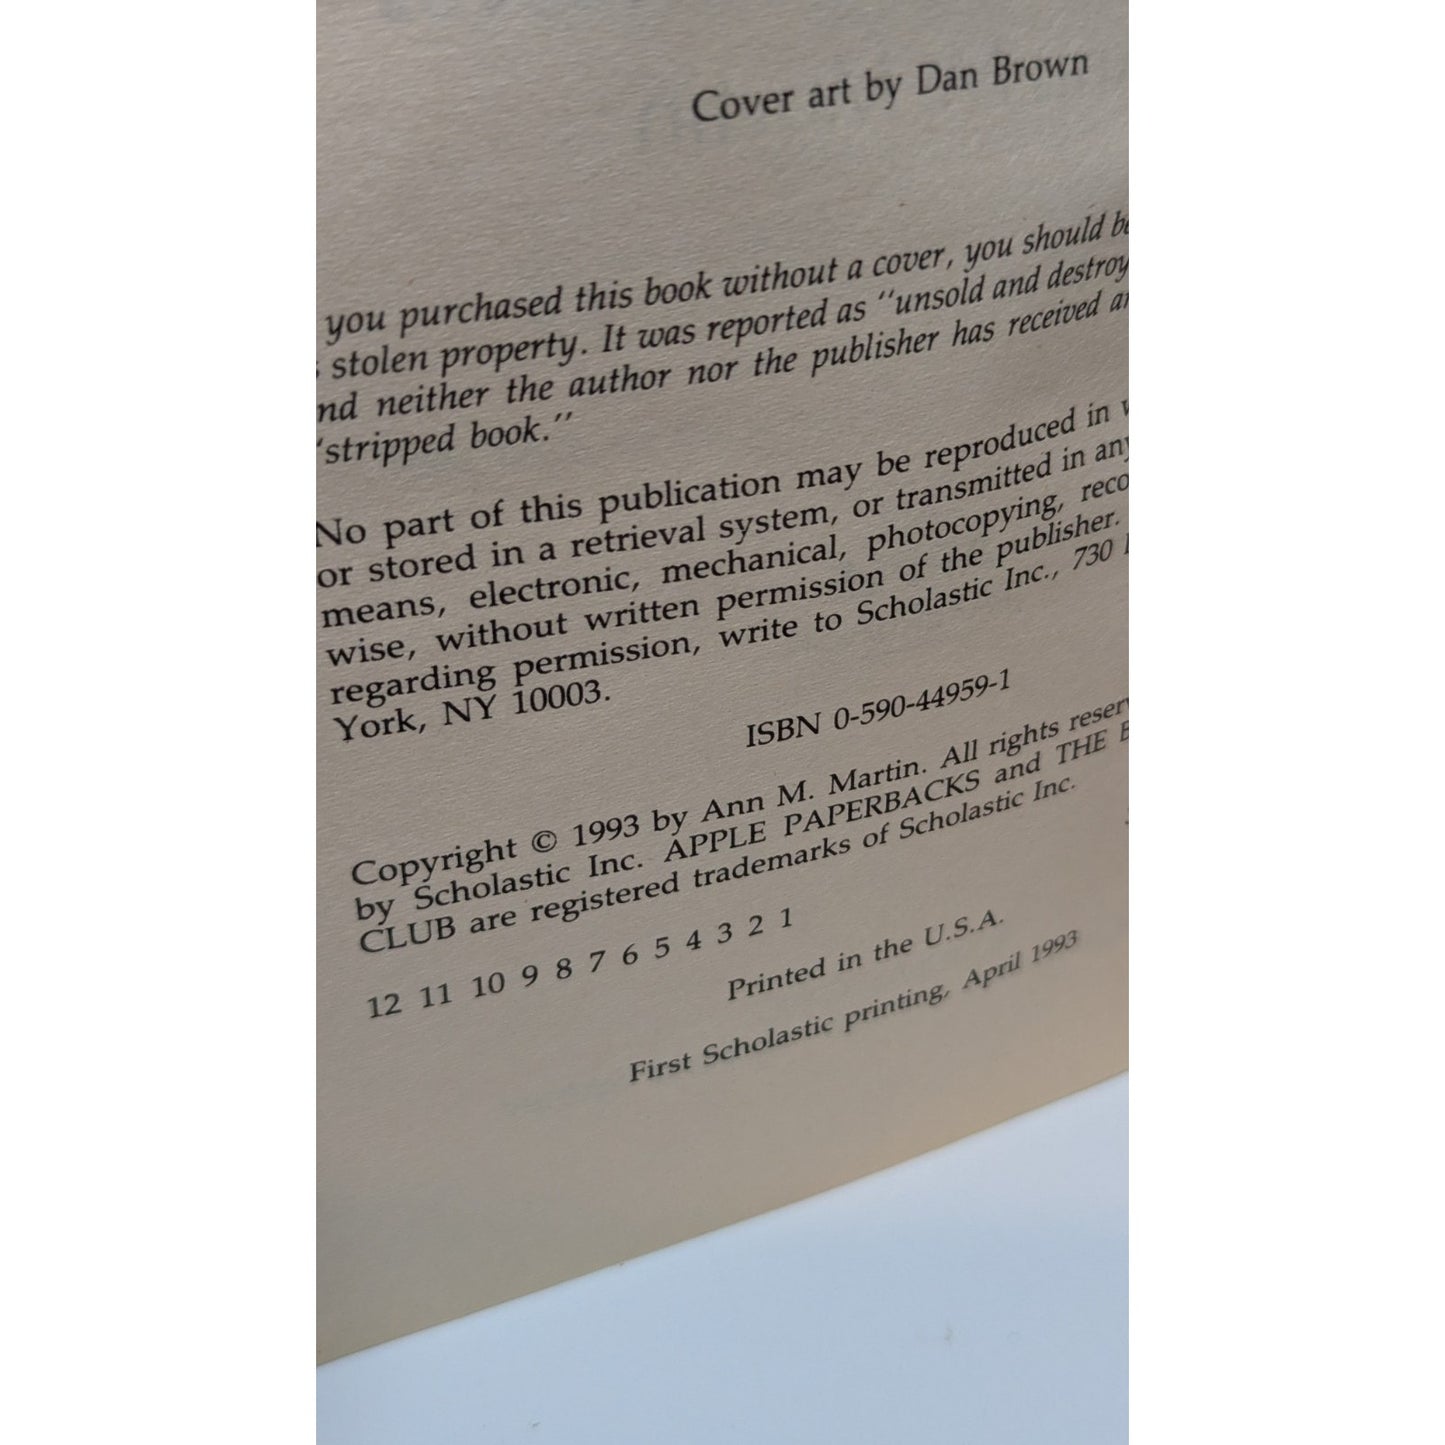 Cover art by Dan Brown
you purchased this book without a cover, you should
stolen property. It was reported as "unsold and
neither the author nor the publisher has received
"stripped book."
No part of this publication may be reproduced in
or stored in a retrieval system, or transmitted in any
means, electronic, mechanical, photocopying,
wise, without written permission of the publisher.
regarding permission, write to Scholastic Inc., 730
York, NY 10003.
ISBN 0-590-44959-1
Copyright © 1993 by Ann M. Martin. All rights
by Scholastic Inc. APPLE PAPERBACKS and THE
CLUB are registered trademarks of Scholastic Inc.
12 11 10 9 8 7 6 5 4 3 2 1
Printed in the U.S.A.
First Scholastic printing, April 1993